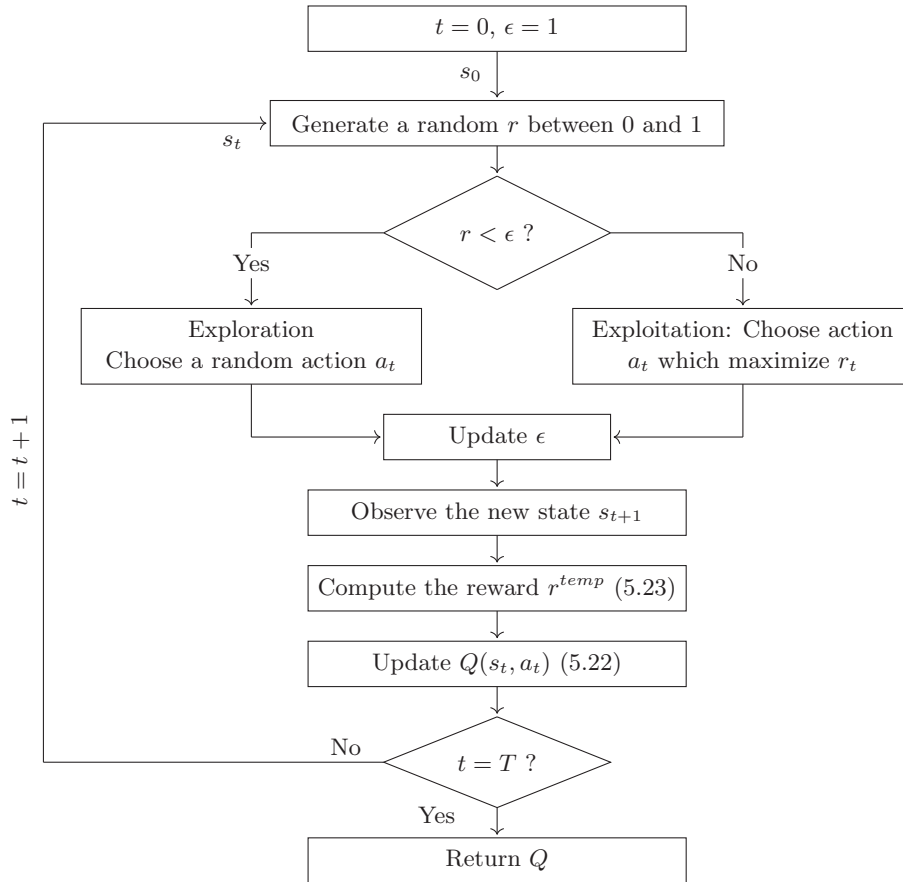 t = 0, ϵ = 1
s_0
Generate a random r between 0 and 1
s_t
r < ϵ ?
Yes
No
Exploration
Choose a random action a_t
Exploitation: Choose action
a_t which maximize r_t
Update ϵ
t = t + 1
Observe the new state s_{t+1}
Compute the reward r^{temp} (5.23)
Update Q(s_t, a_t) (5.22)
No
t = T ?
Yes
Return Q